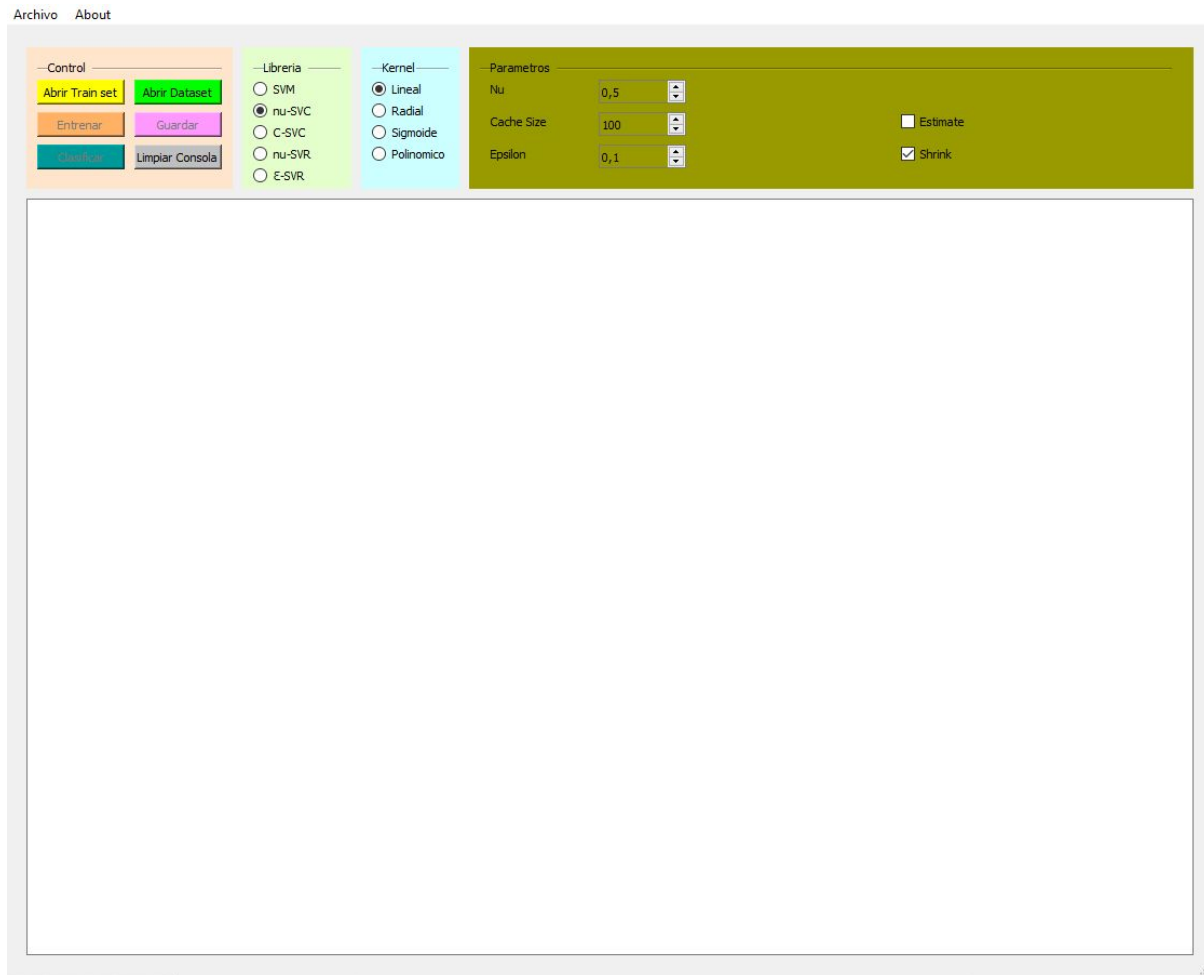 Archivo About
Control
Abrir Train set Abrir Dataset
Entrenar Guardar
Clasificar Limpiar Consola
Libreria
SVM
nu-SVC
C-SVC
nu-SVR
Ɛ-SVR
Kernel
Lineal
Radial
Sigmoide
Polinomico
Parametros
Nu 0,5
Cache Size 100 Estimate
Epsilon 0,1 Shrink